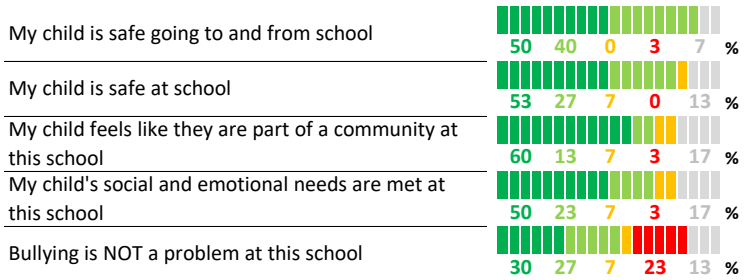 My child is safe going to and from school
50 40 0 3 7 %
My child is safe at school
53 27 7 0 13 %
My child feels like they are part of a community at
this school
60 13 7 3 17 %
My child's social and emotional needs are met at
this school
50 23 7 3 17 %
Bullying is NOT a problem at this school
30 27 7 23 13 %